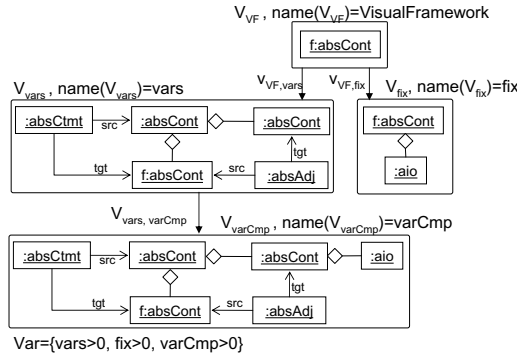 V_VF , name(V_VF)=VisualFramework
f:absCont
v_VF,vars
v_VF,fix
V_vars , name(V_vars)=vars
V_fix, name(V_fix)=fix
:absCtmt
src
:absCont
:absCont
f:absCont
tgt
tgt
f:absCont
src
:absAdj
:aio
V_vars, varCmp
V_varCmp , name(V_varCmp)=varCmp
:absCtmt
src
:absCont
:absCont
:aio
tgt
tgt
f:absCont
src
:absAdj
Var={vars>0, fix>0, varCmp>0}